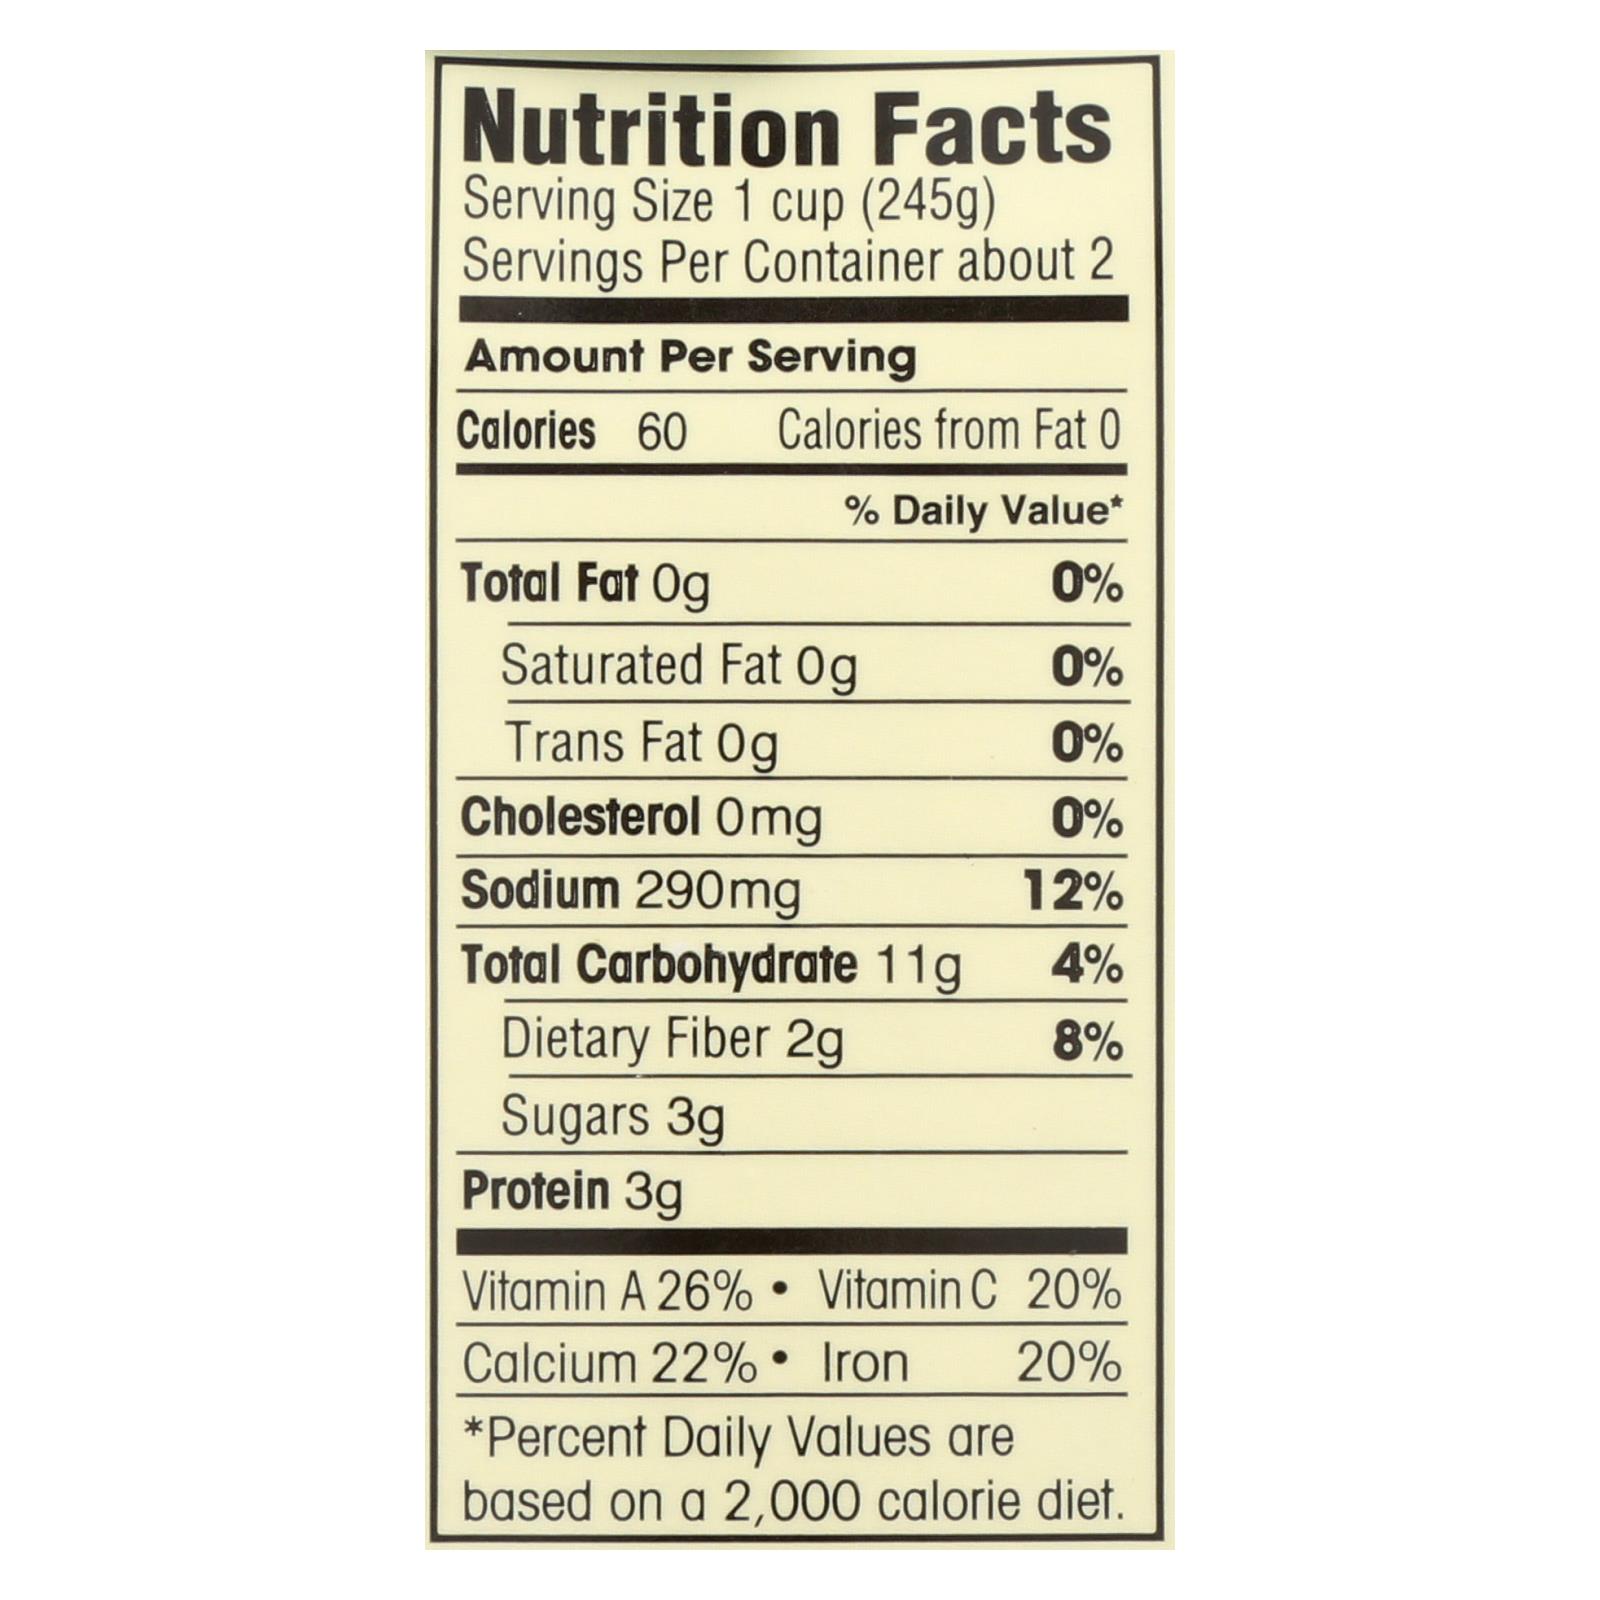 Nutrition Facts
Serving Size 1 cup (245g)
Servings Per Container about 2
Amount Per Serving
Calories 60 Calories from Fat 0
% Daily Value*
Total Fat 0g 0%
Saturated Fat 0g 0%
Trans Fat 0g 0%
Cholesterol 0mg 0%
Sodium 290mg 12%
Total Carbohydrate 11g 4%
Dietary Fiber 2g 8%
Sugars 3g
Protein 3g
Vitamin A 26% • Vitamin C 20%
Calcium 22% • Iron 20%
*Percent Daily Values are
based on a 2,000 calorie diet.